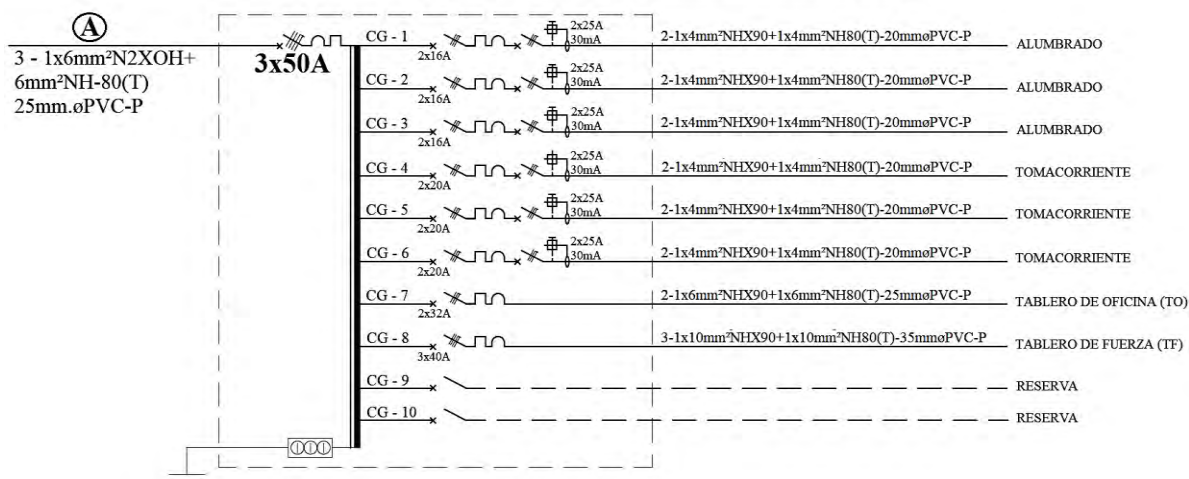 A
3 - 1x6mm²N2XOH+
6mm²NH-80(T)
25mm.øPVC-P
3x50A
CG - 1
2x16A
2x25A
30mA
2-1x4mm²NHX90+1x4mm²NH80(T)-20mmøPVC-P
ALUMBRADO
CG - 2
2x16A
2x25A
30mA
2-1x4mm²NHX90+1x4mm²NH80(T)-20mmøPVC-P
ALUMBRADO
CG - 3
2x16A
2x25A
30mA
2-1x4mm²NHX90+1x4mm²NH80(T)-20mmøPVC-P
ALUMBRADO
CG - 4
2x20A
2x25A
30mA
2-1x4mm²NHX90+1x4mm²NH80(T)-20mmøPVC-P
TOMACORRIENTE
CG - 5
2x20A
2x25A
30mA
2-1x4mm²NHX90+1x4mm²NH80(T)-20mmøPVC-P
TOMACORRIENTE
CG - 6
2x20A
2x25A
30mA
2-1x4mm²NHX90+1x4mm²NH80(T)-20mmøPVC-P
TOMACORRIENTE
CG - 7
2x32A
2-1x6mm²NHX90+1x6mm²NH80(T)-25mmøPVC-P
TABLERO DE OFICINA (TO)
CG - 8
3x40A
3-1x10mm²NHX90+1x10mm²NH80(T)-35mmøPVC-P
TABLERO DE FUERZA (TF)
CG - 9
RESERVA
CG - 10
RESERVA